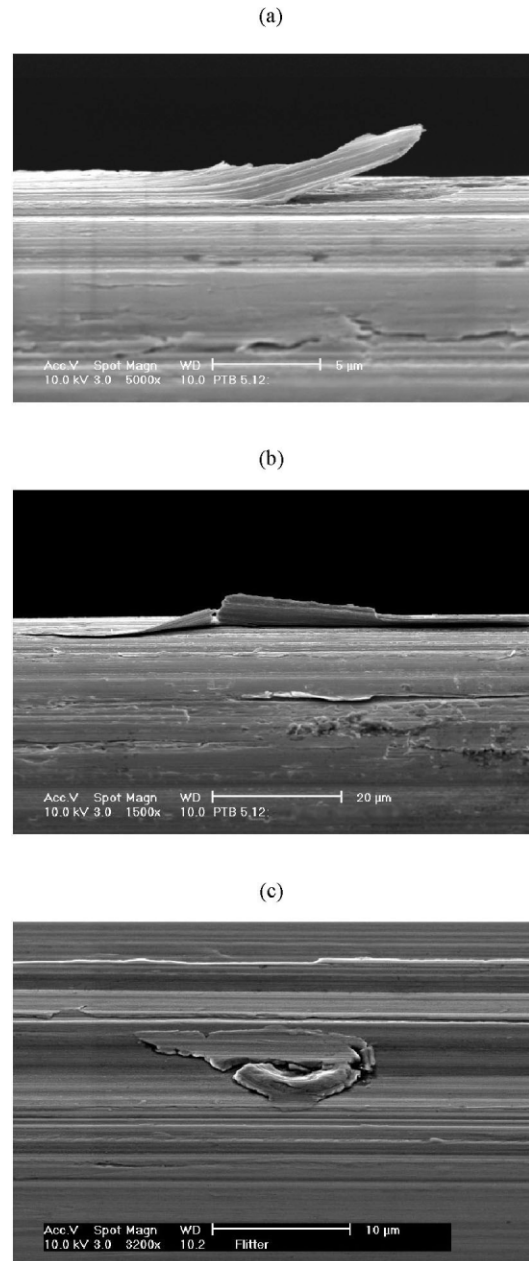 (a)
Acc.V Spot Magn WD 5 µm
10.0 kV 3.0 5000x 10.0 PTB 5.12:
(b)
Acc.V Spot Magn WD 20 µm
10.0 kV 3.0 1500x 10.0 PTB 5.12:
(c)
Acc.V Spot Magn WD 10 µm
10.0 kV 3.0 3200x 10.2 Flitter